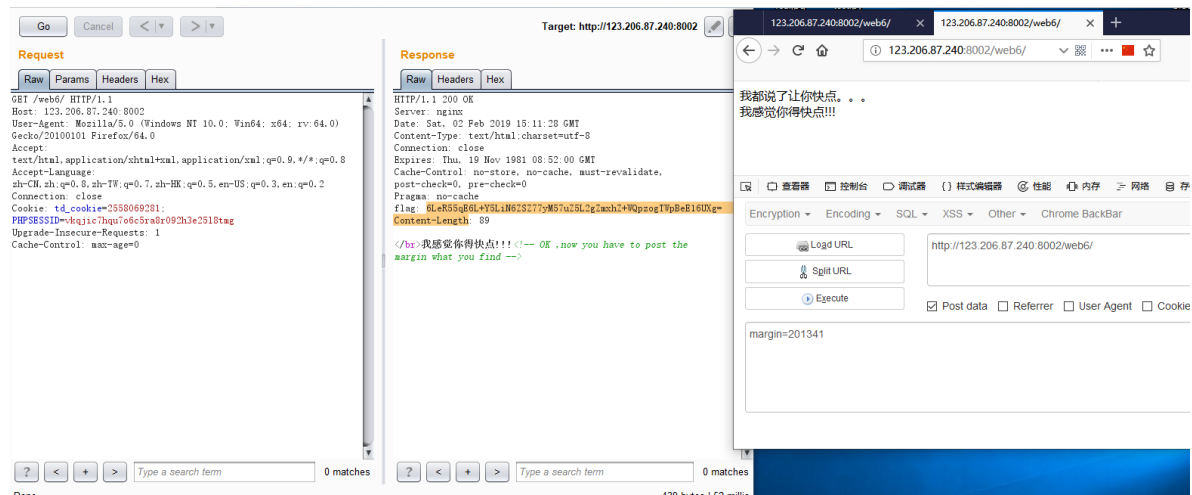 Go Cancel < > Target: http://123.206.87.240:8002
Request
Raw Params Headers Hex
GET /web6/ HTTP/1.1
Host: 123.206.87.240:8002
User-Agent: Mozilla/5.0 (Windows NT 10.0; Win64; x64; rv:64.0)
Gecko/20100101 Firefox/64.0
Accept:
text/html,application/xhtml+xml,application/xml;q=0.9,*/*;q=0.8
Accept-Language:
zh-CN,zh;q=0.8,zh-TW;q=0.7,zh-HK;q=0.5,en-US;q=0.3,en;q=0.2
Connection: close
Cookie: td_cookie=2558069281;
PHPSESSID=vkqjic7hqu7o6c5ra8r092h3e25l8tmg
Upgrade-Insecure-Requests: 1
Cache-Control: max-age=0
? < + > Type a search term 0 matches
Response
Raw Headers Hex
HTTP/1.1 200 OK
Server: nginx
Date: Sat, 02 Feb 2019 15:11:28 GMT
Content-Type: text/html;charset=utf-8
Connection: close
Expires: Thu, 19 Nov 1981 08:52:00 GMT
Cache-Control: no-store, no-cache, must-revalidate,
post-check=0, pre-check=0
Pragma: no-cache
flag: 6LeR55qE6L+Y5LiN6ZSZ77yM57uZ5L2gZmxhZ+WQpzogTWpBeE16UXg=
Content-Length: 89
</br>我感觉你得快点!!!<!-- OK ,now you have to post the
margin what you find -->
? < + > Type a search term 0 matches
123.206.87.240:8002/web6/ × 123.206.87.240:8002/web6/ × +
123.206.87.240:8002/web6/
我都说了让你快点。。。
我感觉你得快点!!!
查看器 控制台 调试器 {} 样式编辑器 性能 内存 网络
Encryption Encoding SQL XSS Other Chrome BackBar
Load URL http://123.206.87.240:8002/web6/
Split URL
Execute
Post data Referrer User Agent Cookie
margin=201341